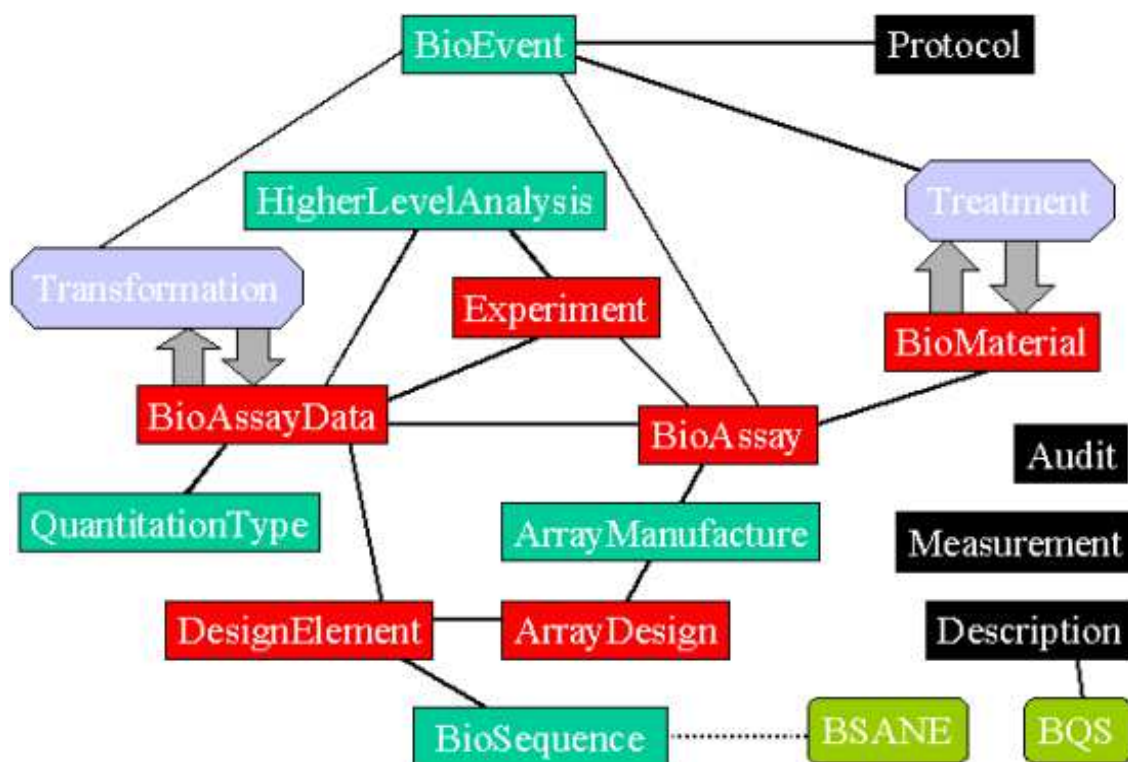 BioEvent
Protocol
HigherLevelAnalysis
Treatment
Transformation
Experiment
BioMaterial
BioAssayData
BioAssay
Audit
QuantitationType
ArrayManufacture
Measurement
DesignElement
ArrayDesign
Description
BioSequence
BSANE
BQS